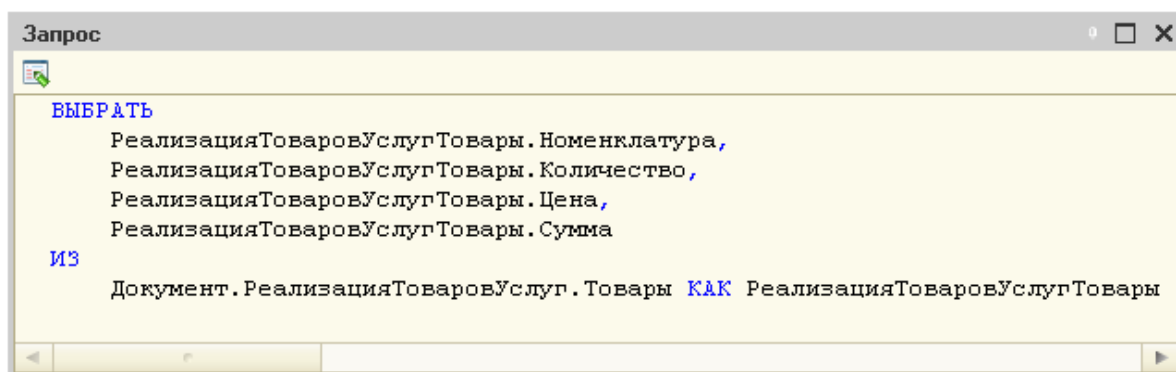 Запрос
ВЫБРАТЬ
РеализацияТоваровУслугТовары.Номенклатура,
РеализацияТоваровУслугТовары.Количество,
РеализацияТоваровУслугТовары.Цена,
РеализацияТоваровУслугТовары.Сумма
ИЗ
Документ.РеализацияТоваровУслуг.Товары КАК РеализацияТоваровУслугТовары